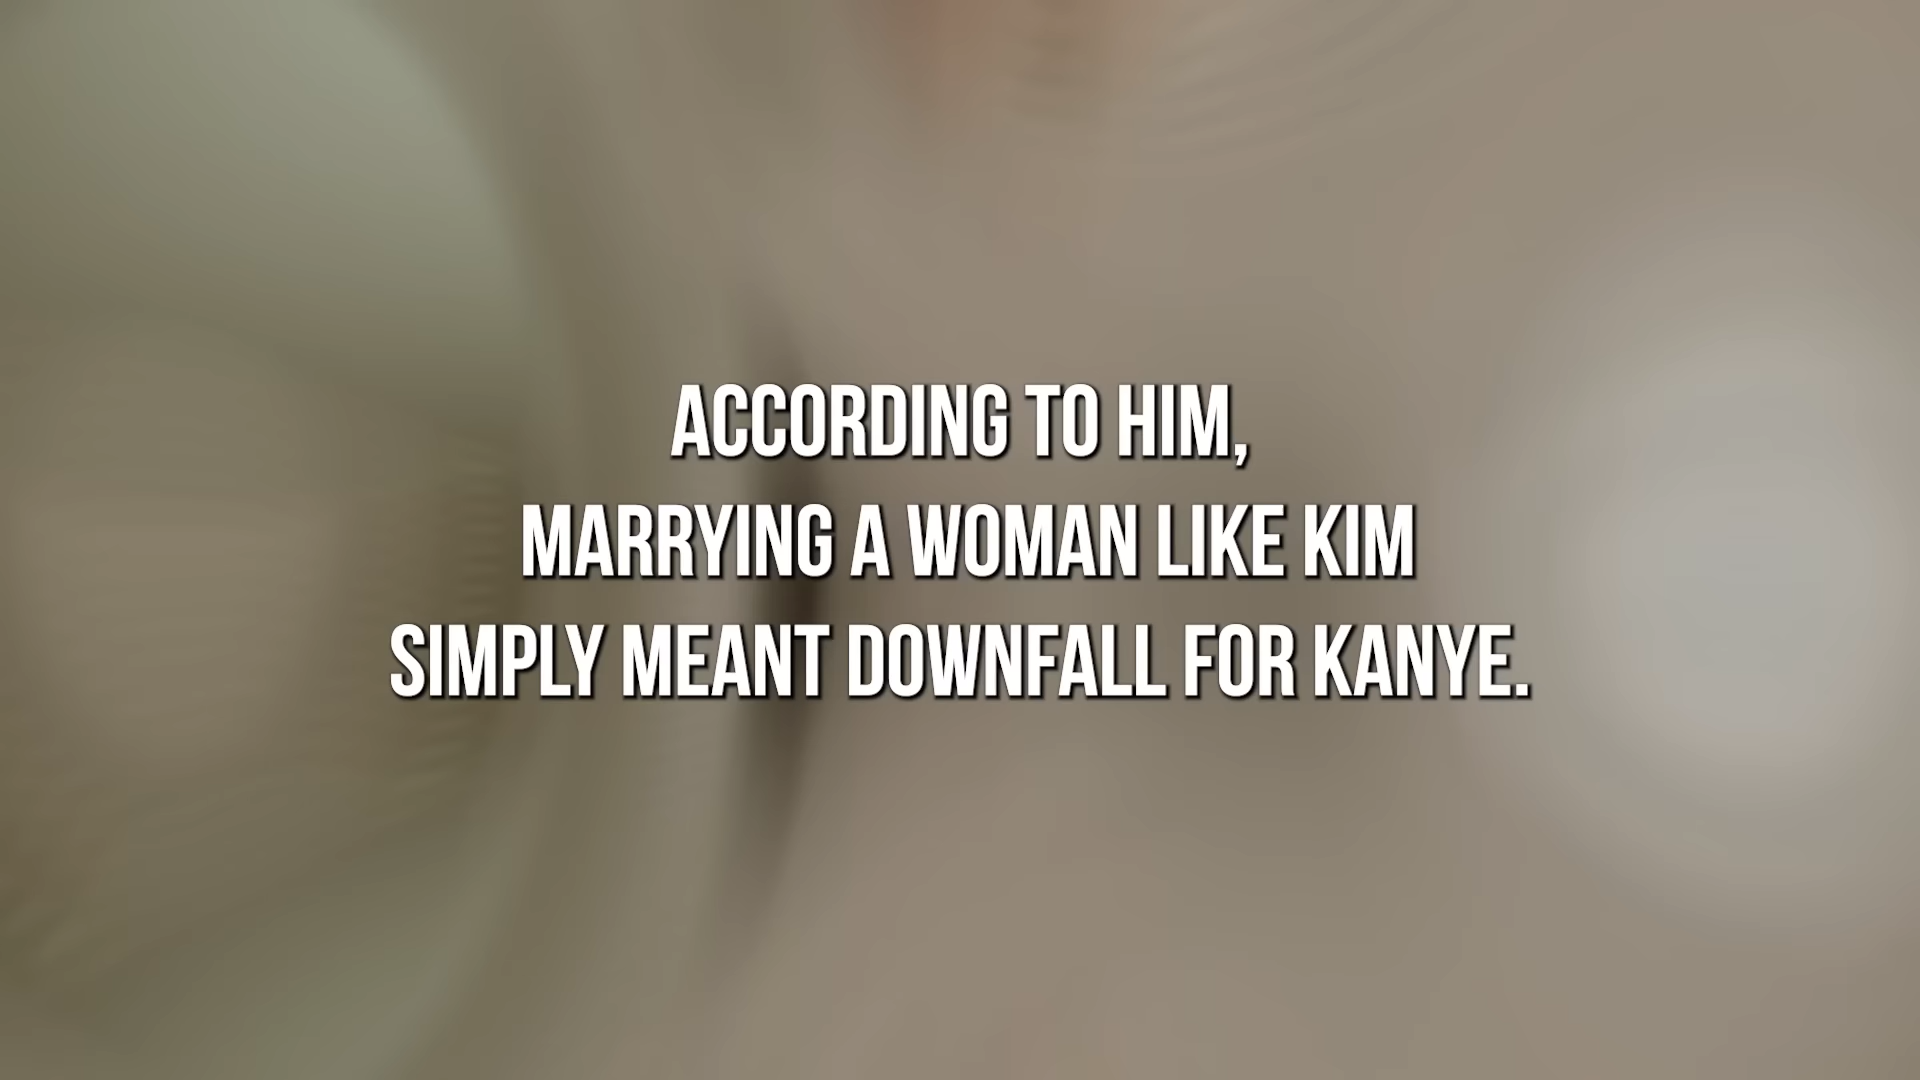 ACCORDING TO HIM,
MARRYING A WOMAN LIKE KIM
SIMPLY MEANT DOWNFALL FOR KANYE.